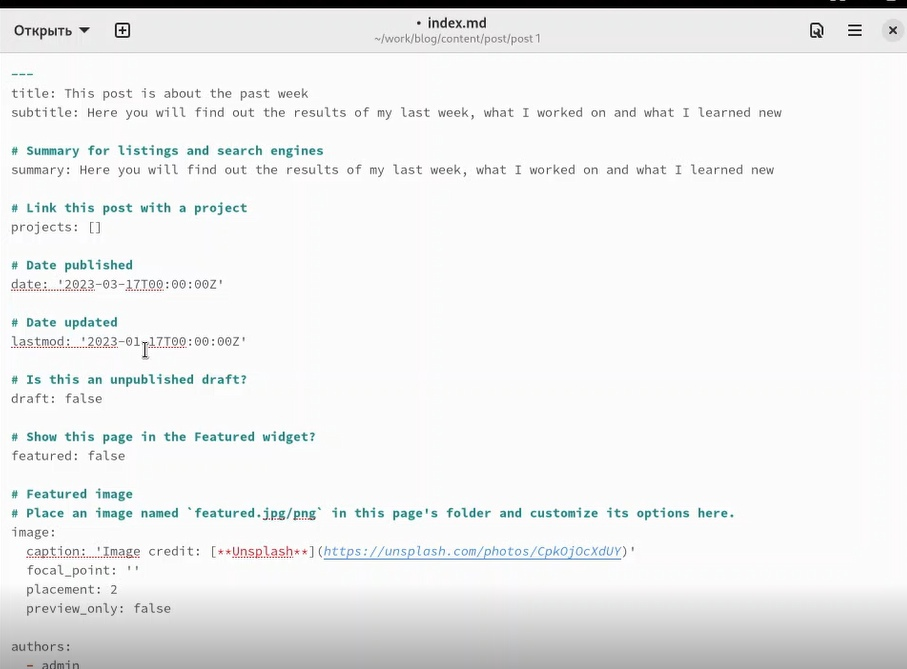 Открыть
• index.md
~/work/blog/content/post/post 1
---
title: This post is about the past week
subtitle: Here you will find out the results of my last week, what I worked on and what I learned new
# Summary for listings and search engines
summary: Here you will find out the results of my last week, what I worked on and what I learned new
# Link this post with a project
projects: []
# Date published
date: '2023-03-17T00:00:00Z'
# Date updated
lastmod: '2023-01-17T00:00:00Z'
# Is this an unpublished draft?
draft: false
# Show this page in the Featured widget?
featured: false
# Featured image
# Place an image named `featured.jpg/png` in this page's folder and customize its options here.
image:
  caption: 'Image credit: [**Unsplash**](https://unsplash.com/photos/CpkOjOcXdUY)'
  focal_point: ''
  placement: 2
  preview_only: false
authors:
  - admin